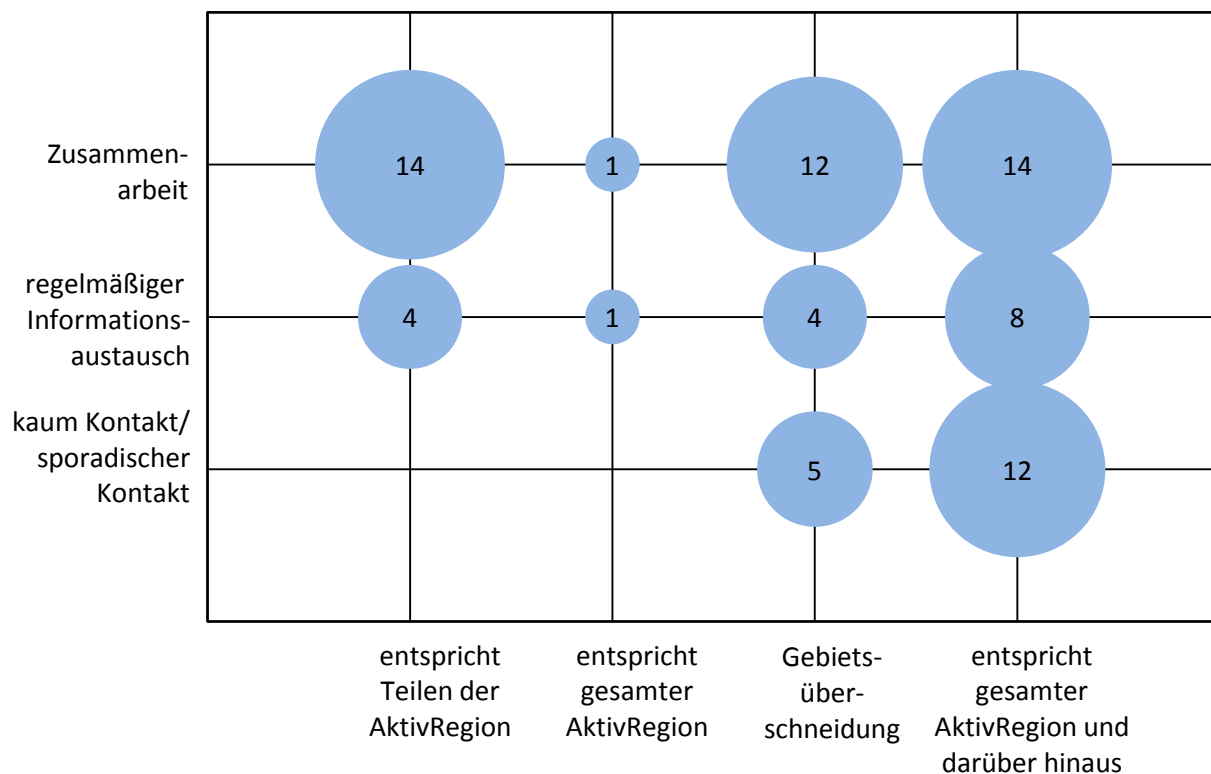 Zusammen-
arbeit
14
1
12
14
regelmäßiger
Informations-
austausch
4
1
4
8
kaum Kontakt/
sporadischer
Kontakt
5
12
entspricht
Teilen der
AktivRegion
entspricht
gesamter
AktivRegion
Gebiets-
über-
schneidung
entspricht
gesamter
AktivRegion und
darüber hinaus